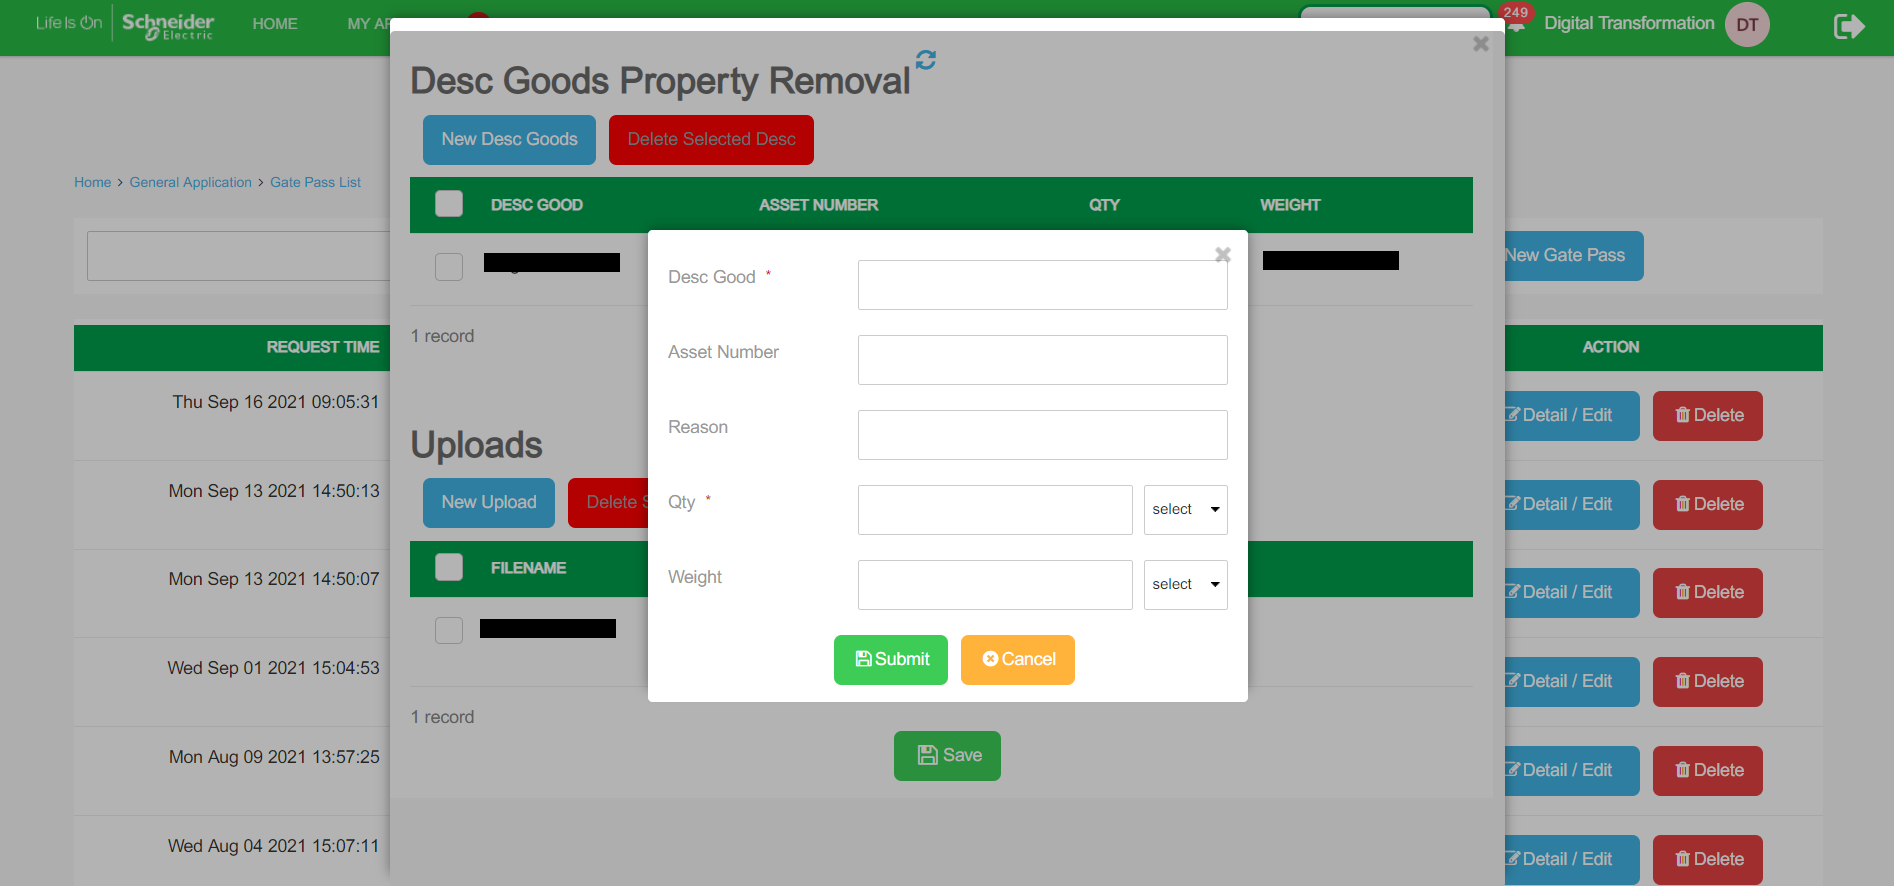 Life Is On
Schneider
Electric
HOME
MY
249
Digital Transformation
DT
Desc Goods Property Removal
New Desc Goods
Delete Selected Desc
Home > General Application > Gate Pass List
DESC GOOD
ASSET NUMBER
QTY
WEIGHT
New Gate Pass
Desc Good *
1 record
Asset Number
REQUEST TIME
ACTION
Thu Sep 16 2021 09:05:31
Detail / Edit
Delete
Reason
Uploads
Mon Sep 13 2021 14:50:13
Detail / Edit
Delete
New Upload
Delete
Qty *
select
FILENAME
Mon Sep 13 2021 14:50:07
Weight
select
Detail / Edit
Delete
Submit
Cancel
Wed Sep 01 2021 15:04:53
Detail / Edit
Delete
1 record
Save
Mon Aug 09 2021 13:57:25
Detail / Edit
Delete
Wed Aug 04 2021 15:07:11
Detail / Edit
Delete